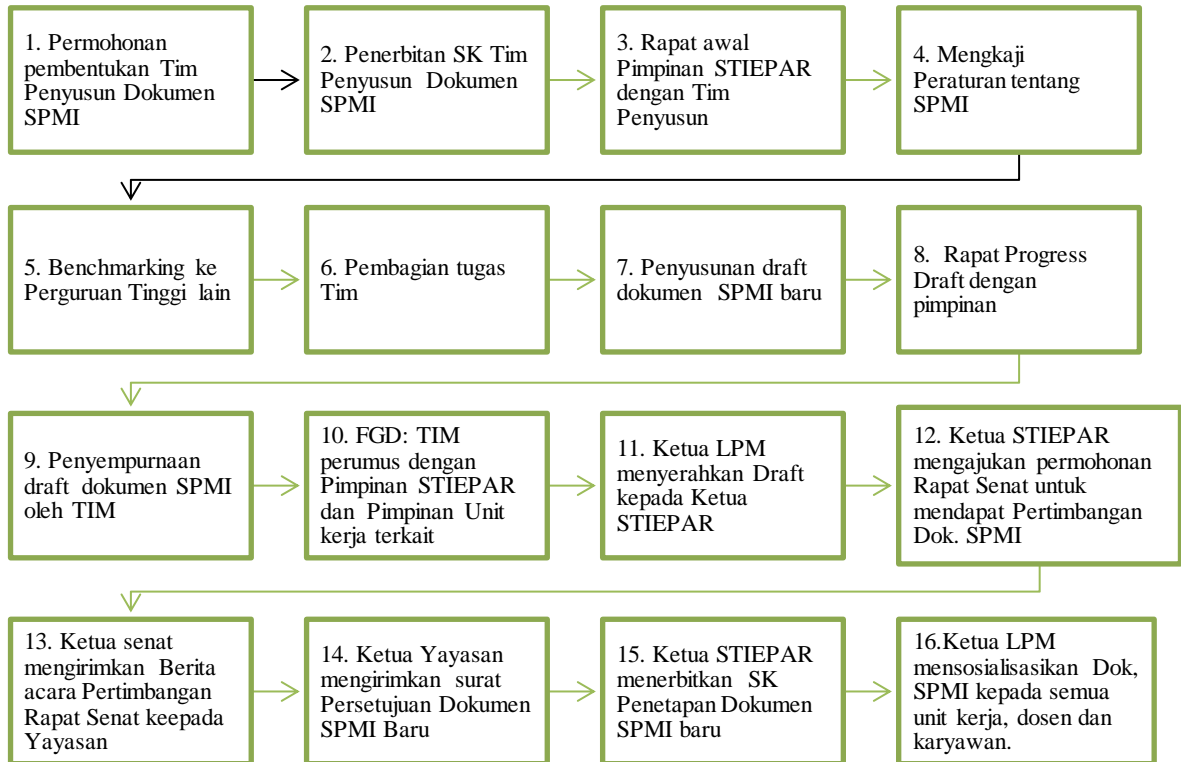 1. Permohonan
pembentukan Tim
Penyusun Dokumen
SPMI
2. Penerbitan SK Tim
Penyusun Dokumen
SPMI
3. Rapat awal
Pimpinan STIEPAR
dengan Tim
Penyusun
4. Mengkaji
Peraturan tentang
SPMI
5. Benchmarking ke
Perguruan Tinggi lain
6. Pembagian tugas
Tim
7. Penyusunan draft
dokumen SPMI baru
8. Rapat Progress
Draft dengan
pimpinan
9. Penyempurnaan
draft dokumen SPMI
oleh TIM
10. FGD: TIM
perumus dengan
Pimpinan STIEPAR
dan Pimpinan Unit
kerja terkait
11. Ketua LPM
menyerahkan Draft
kepada Ketua
STIEPAR
12. Ketua STIEPAR
mengajukan permohonan
Rapat Senat untuk
mendapat Pertimbangan
Dok. SPMI
13. Ketua senat
mengirimkan Berita
acara Pertimbangan
Rapat Senat keepada
Yayasan
14. Ketua Yayasan
mengirimkan surat
Persetujuan Dokumen
SPMI Baru
15. Ketua STIEPAR
menerbitkan SK
Penetapan Dokumen
SPMI baru
16.Ketua LPM
mensosialisasikan Dok,
SPMI kepada semua
unit kerja, dosen dan
karyawan.